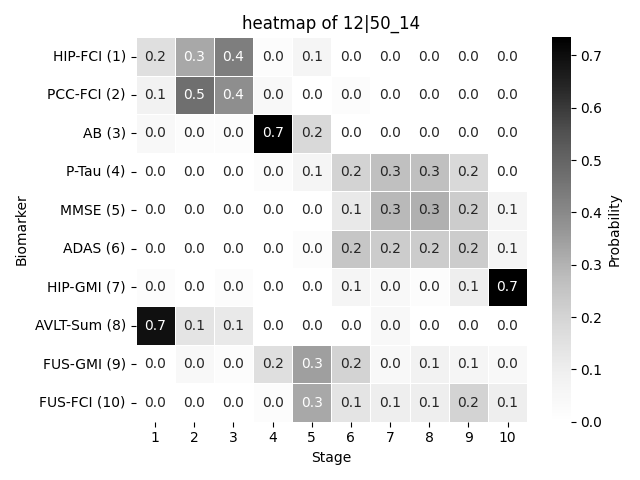 heatmap of 12|50_14
HIP-FCI (1) 0.2 0.3 0.4 0.0 0.1 0.0 0.0 0.0 0.0 0.0
PCC-FCI (2) 0.1 0.5 0.4 0.0 0.0 0.0 0.0 0.0 0.0 0.0
AB (3) 0.0 0.0 0.0 0.7 0.2 0.0 0.0 0.0 0.0 0.0
P-Tau (4) 0.0 0.0 0.0 0.0 0.1 0.2 0.3 0.3 0.2 0.0
MMSE (5) 0.0 0.0 0.0 0.0 0.0 0.1 0.3 0.3 0.2 0.1
ADAS (6) 0.0 0.0 0.0 0.0 0.0 0.2 0.2 0.2 0.2 0.1
HIP-GMI (7) 0.0 0.0 0.0 0.0 0.0 0.1 0.0 0.0 0.1 0.7
AVLT-Sum (8) 0.7 0.1 0.1 0.0 0.0 0.0 0.0 0.0 0.0 0.0
FUS-GMI (9) 0.0 0.0 0.0 0.2 0.3 0.2 0.0 0.1 0.1 0.0
FUS-FCI (10) 0.0 0.0 0.0 0.0 0.3 0.1 0.1 0.1 0.2 0.1
1 2 3 4 5 6 7 8 9 10
Stage
Biomarker
0.7
0.6
0.5
0.4
0.3
0.2
0.1
0.0
Probability